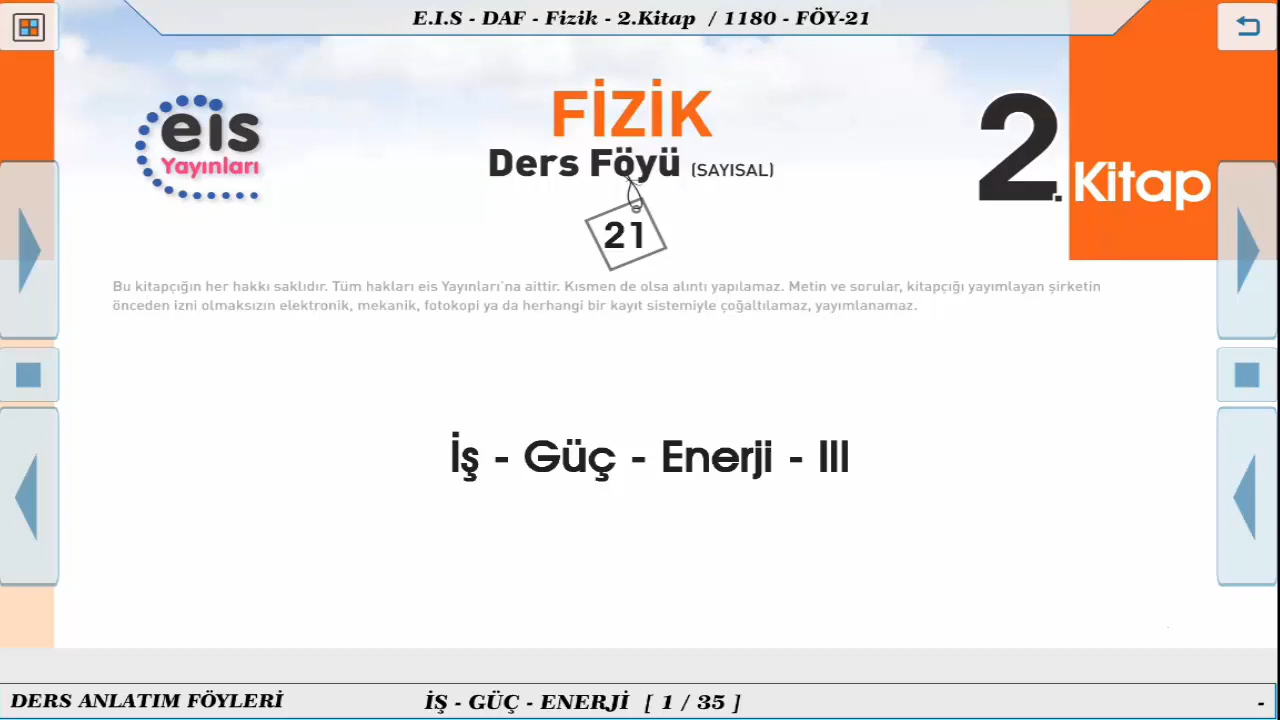 E.I.S - DAF - Fizik - 2.Kitap / 1180 - FÖY-21
eis
Yayınları
FİZİK
Ders Föyü (SAYISAL)
21
2.Kitap
Bu kitapçığın her hakkı saklıdır. Tüm hakları eis Yayınları'na aittir. Kısmen de olsa alıntı yapılamaz. Metin ve sorular, kitapçığı yayımlayan şirketin
önceden izni olmaksızın elektronik, mekanik, fotokopi ya da herhangi bir kayıt sistemiyle çoğaltılamaz, yayımlanamaz.
İş - Güç - Enerji - III
DERS ANLATIM FÖYLERİ
İŞ - GÜÇ - ENERJİ [ 1 / 35 ]
-